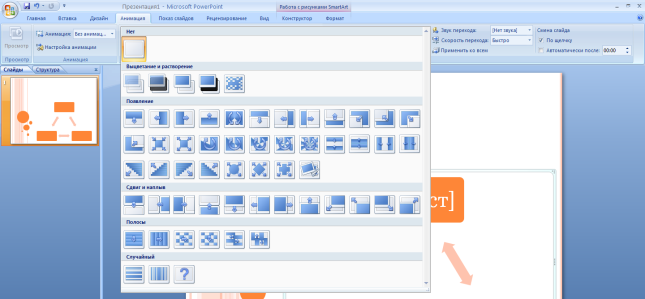 Презентация1 - Microsoft PowerPoint
Работа с рисунками SmartArt
Главная Вставка Дизайн Анимация Показ слайдов Рецензирование Вид Конструктор Формат
Просмотр
Анимация: Без анимац...
Настройка анимации
Просмотр Анимация
Нет
Звук перехода: [Нет звука]
Скорость перехода: Быстро
Применить ко всем
Смена слайда
По щелчку
Автоматически после: 00:00
Слайды Структура x
1
Выцветание и растворение
Появление
Сдвиг и наплыв
ст]
Полосы
Случайный
?